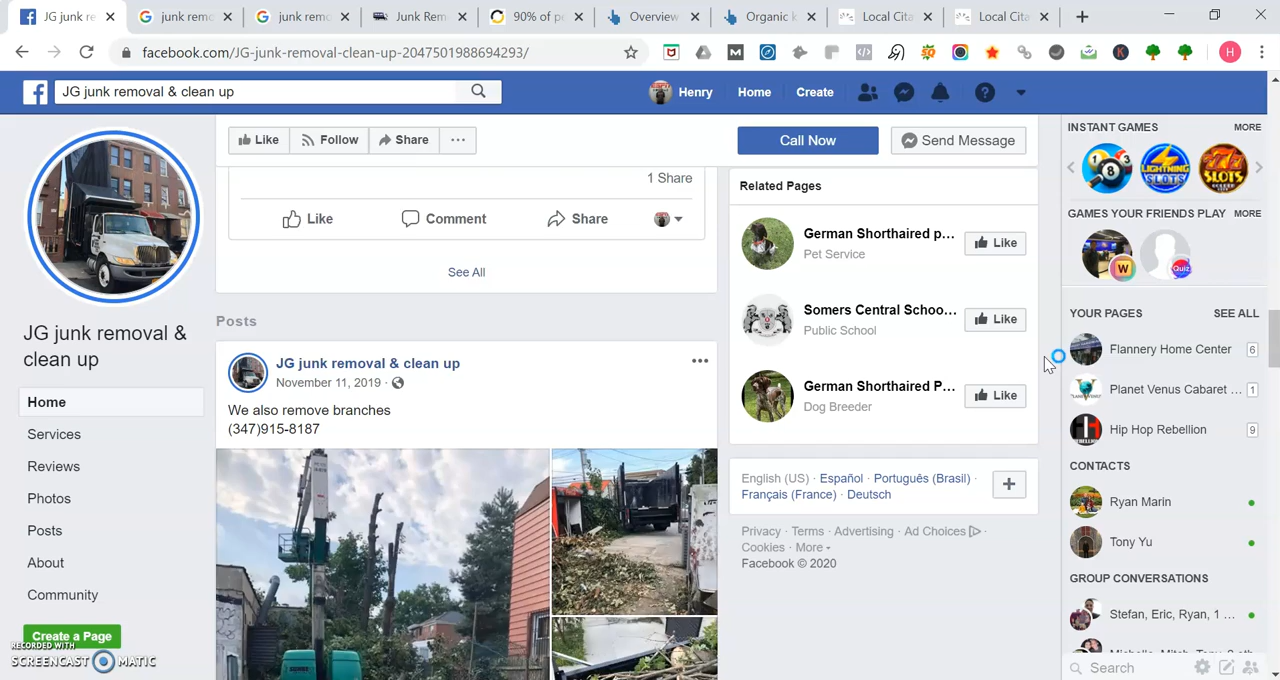 JG junk re
junk remo
junk remo
Junk Rem
90% of pe
Overview
Organic k
Local Cita
Local Cita
facebook.com/JG-junk-removal-clean-up-2047501988694293/
H
JG junk removal & clean up
Henry
Home
Create
Like
Follow
Share
Call Now
Send Message
JG junk removal &
clean up
Home
Services
Reviews
Photos
Posts
About
Community
Create a Page
RECORDED WITH
SCREENCAST MATIC
1 Share
Like
Comment
Share
See All
Posts
JG junk removal & clean up
November 11, 2019 ·
We also remove branches
(347)915-8187
Related Pages
German Shorthaired p...
Pet Service
Like
Somers Central Schoo...
Public School
Like
German Shorthaired P...
Dog Breeder
Like
English (US) · Español · Português (Brasil) ·
Français (France) · Deutsch
Privacy · Terms · Advertising · Ad Choices ·
Cookies · More
Facebook © 2020
INSTANT GAMES
MORE
8
LIGHTNING
SLOTS
777
SLOTS
GAMES YOUR FRIENDS PLAY
MORE
W
Quiz
YOUR PAGES
SEE ALL
Flannery Home Center
6
Planet Venus Cabaret ...
1
Hip Hop Rebellion
9
CONTACTS
Ryan Marin
Tony Yu
GROUP CONVERSATIONS
Stefan, Eric, Ryan, 1 ...
Search